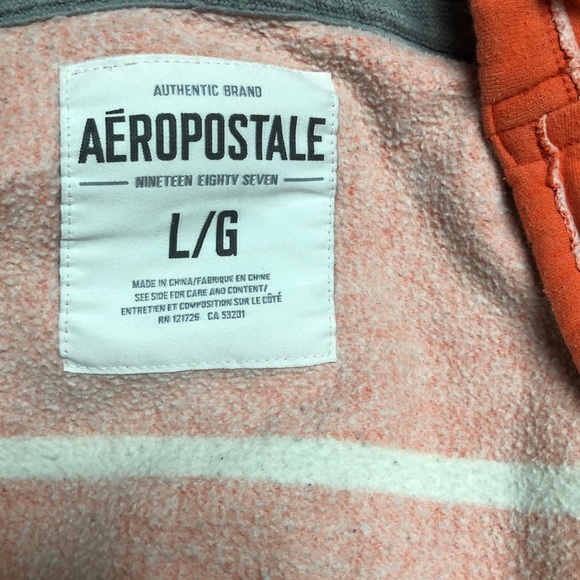 AUTHENTIC BRAND
AÉROPOSTALE
NINETEEN EIGHTY SEVEN
L/G
MADE IN CHINA/FABRIQUE EN CHINE
SEE SIDE FOR CARE AND CONTENT/
ENTRETIEN ET COMPOSITION SUR LE CÔTÉ
RN 121726 CA 53201